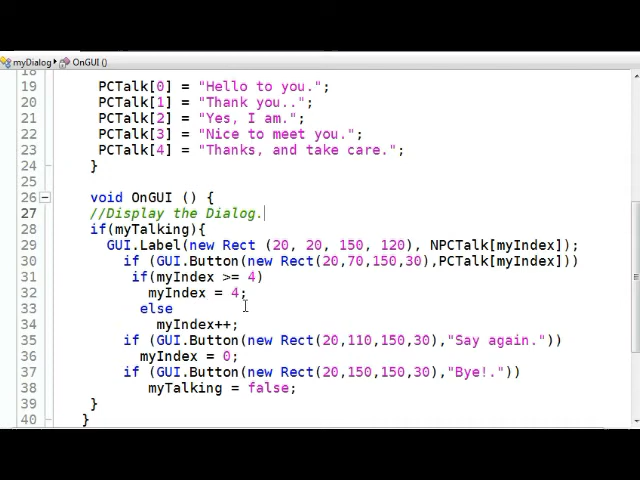 myDialog OnGUI ()
18
19 PCTalk[0] = "Hello to you.";
20 PCTalk[1] = "Thank you..";
21 PCTalk[2] = "Yes, I am.";
22 PCTalk[3] = "Nice to meet you.";
23 PCTalk[4] = "Thanks, and take care.";
24 }
25
26 void OnGUI () {
27 //Display the Dialog.
28 if(myTalking){
29 GUI.Label(new Rect (20, 20, 150, 120), NPCTalk[myIndex]);
30 if (GUI.Button(new Rect(20,70,150,30),PCTalk[myIndex]))
31 if(myIndex >= 4)
32 myIndex = 4;
33 else
34 myIndex++;
35 if (GUI.Button(new Rect(20,110,150,30),"Say again."))
36 myIndex = 0;
37 if (GUI.Button(new Rect(20,150,150,30),"Bye!."))
38 myTalking = false;
39 }
40 }